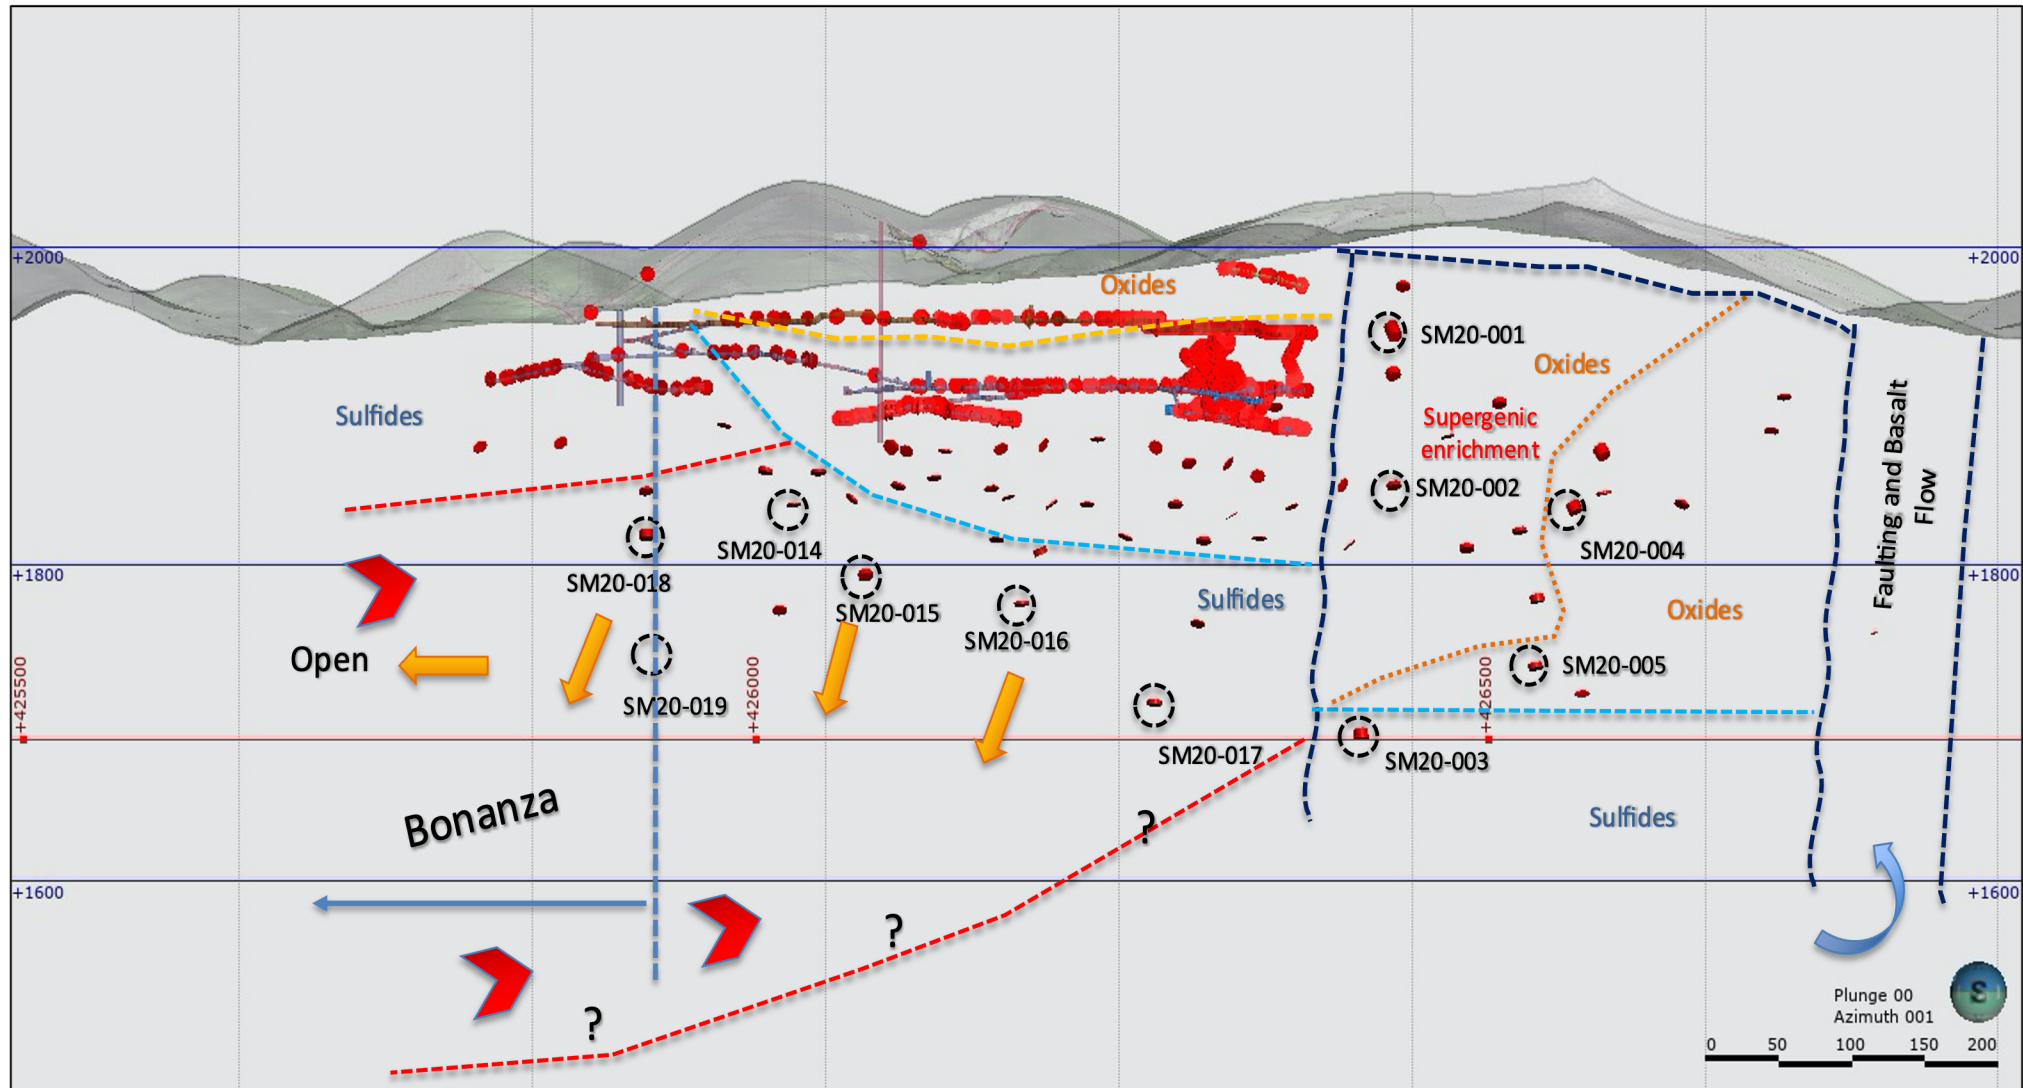 +2000
+2000
Oxides
SM20-001
Oxides
Sulfides
Supergenic
enrichment
SM20-002
Faulting and Basalt
Flow
SM20-014
SM20-004
+1800
+1800
SM20-018
SM20-015
Sulfides
Oxides
SM20-016
Open
+425500
+426000
+426500
SM20-005
SM20-019
SM20-017
SM20-003
Bonanza
?
Sulfides
+1600
+1600
?
?
S
Plunge 00
Azimuth 001
0 50 100 150 200